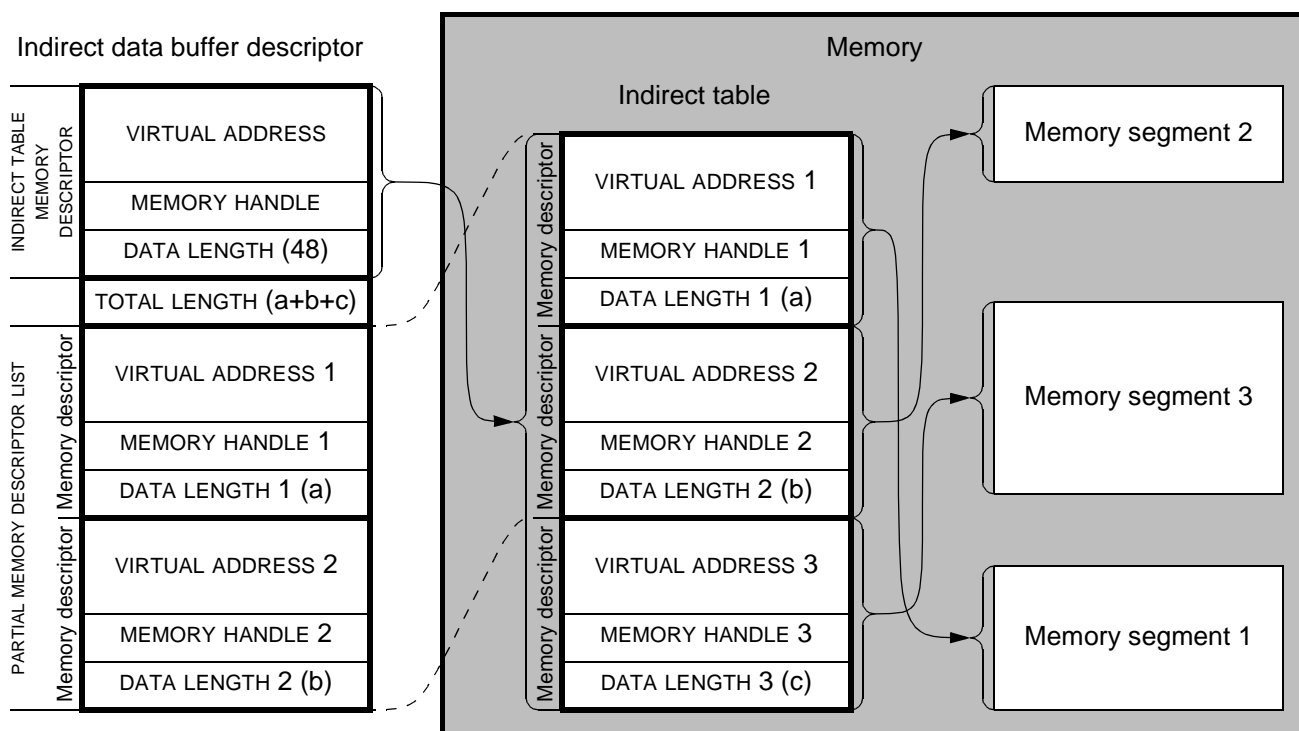 Indirect data buffer descriptor
INDIRECT TABLE
MEMORY
DESCRIPTOR
VIRTUAL ADDRESS
MEMORY HANDLE
DATA LENGTH (48)
TOTAL LENGTH (a+b+c)
PARTIAL MEMORY DESCRIPTOR LIST
Memory descriptor
VIRTUAL ADDRESS 1
MEMORY HANDLE 1
DATA LENGTH 1 (a)
Memory descriptor
VIRTUAL ADDRESS 2
MEMORY HANDLE 2
DATA LENGTH 2 (b)
Memory
Indirect table
Memory descriptor
VIRTUAL ADDRESS 1
MEMORY HANDLE 1
DATA LENGTH 1 (a)
Memory descriptor
VIRTUAL ADDRESS 2
MEMORY HANDLE 2
DATA LENGTH 2 (b)
Memory descriptor
VIRTUAL ADDRESS 3
MEMORY HANDLE 3
DATA LENGTH 3 (c)
Memory segment 2
Memory segment 3
Memory segment 1